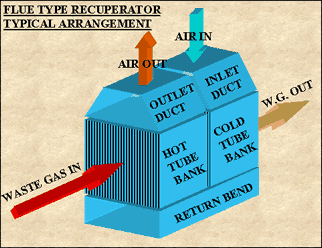 FLUE TYPE RECUPERATOR
TYPICAL ARRANGEMENT
AIR IN
AIR OUT
OUTLET
DUCT
INLET
DUCT
W.G. OUT
HOT
TUBE
BANK
COLD
TUBE
BANK
WASTE GAS IN
RETURN BEND